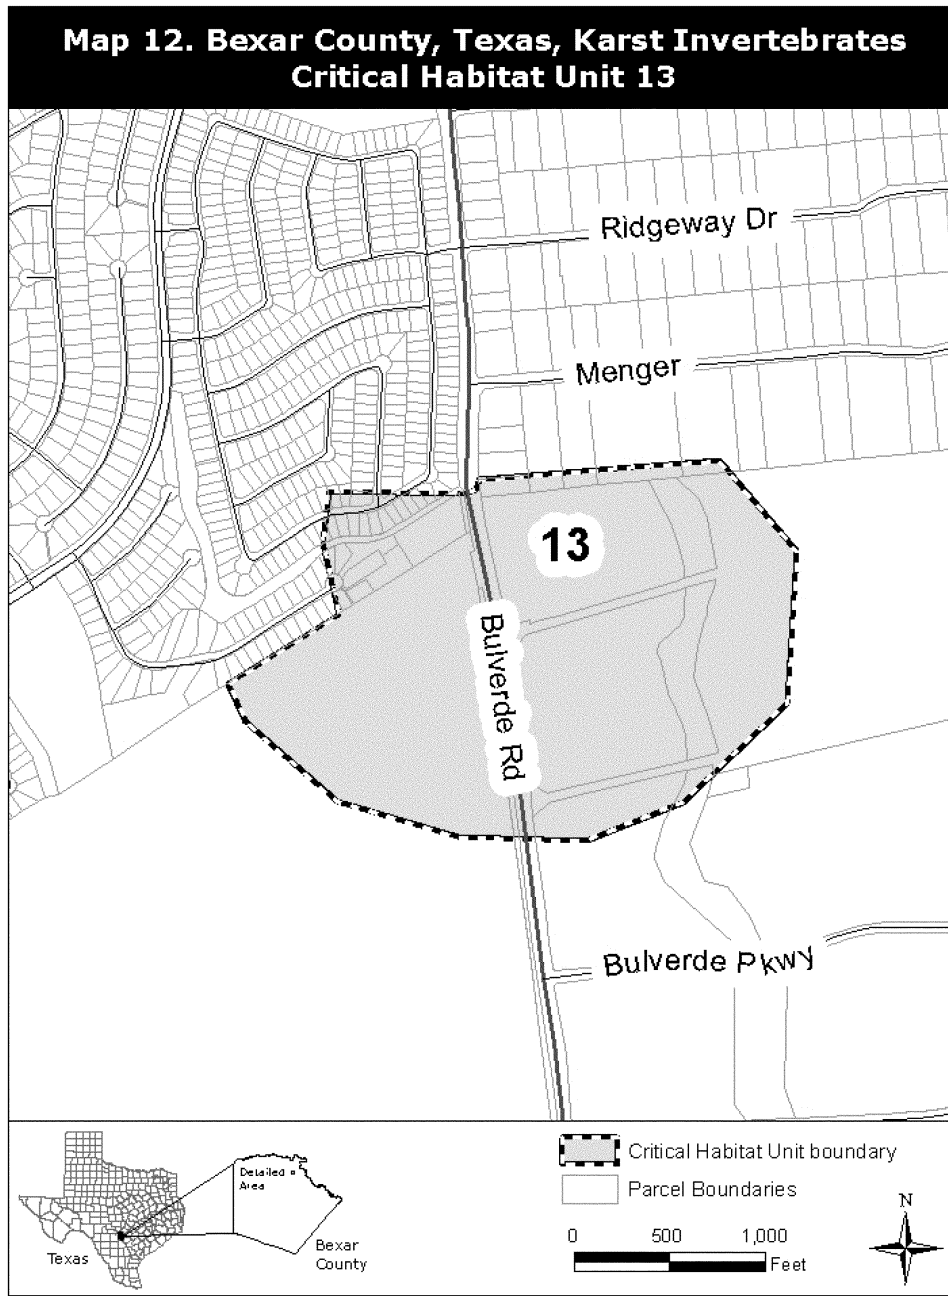 Map 12. Bexar County, Texas, Karst Invertebrates
Critical Habitat Unit 13
Ridgeway Dr
Menger
13
Bulverde Rd
Bulverde Pkwy
Detailed
Area
Texas
Bexar
County
Critical Habitat Unit boundary
Parcel Boundaries
0 500 1,000
Feet
N